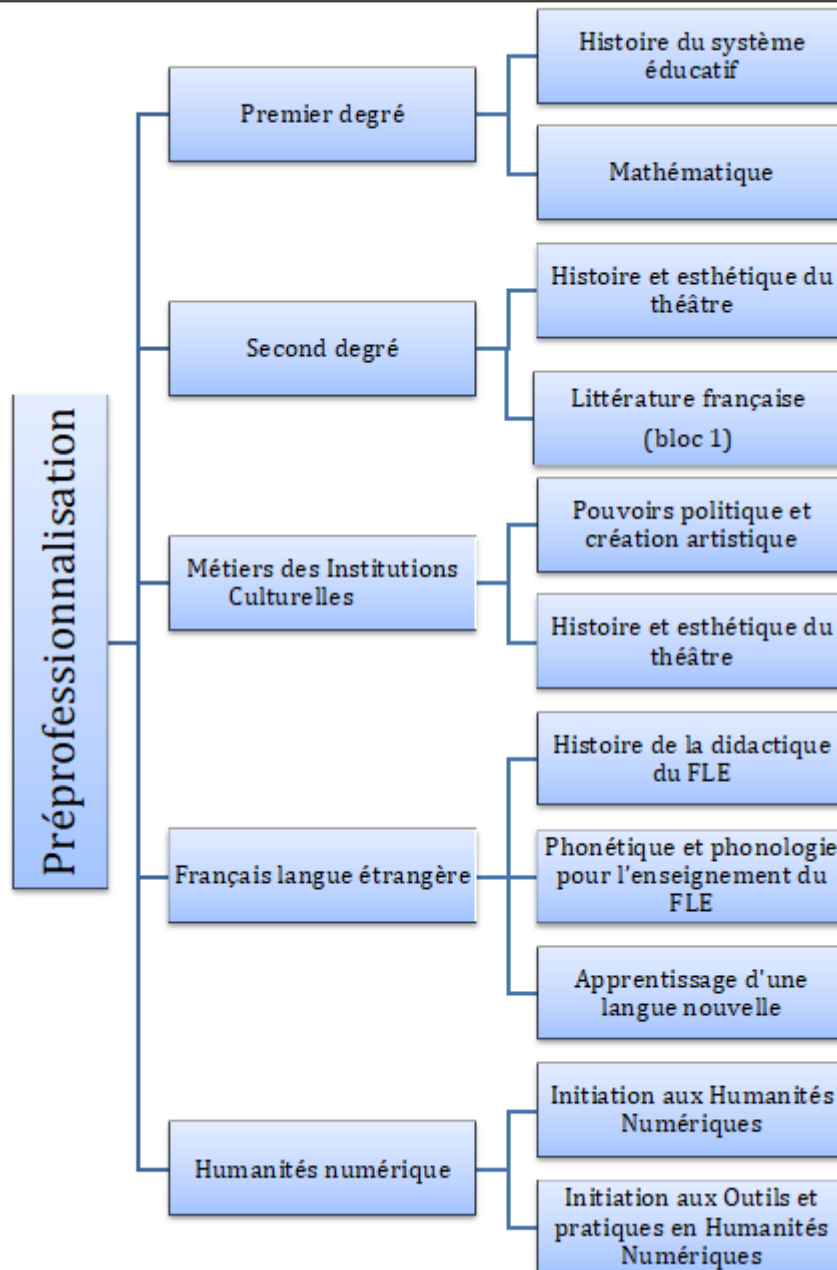 Préprofessionnalisation
Premier degré
Histoire du système
éducatif
Mathématique
Second degré
Histoire et esthétique du
théâtre
Littérature française
(bloc 1)
Métiers des Institutions
Culturelles
Pouvoirs politique et
création artistique
Histoire et esthétique du
théâtre
Français langue étrangère
Histoire de la didactique
du FLE
Phonétique et phonologie
pour l'enseignement du
FLE
Apprentissage d'une
langue nouvelle
Humanités numérique
Initiation aux Humanités
Numériques
Initiation aux Outils et
pratiques en Humanités
Numériques